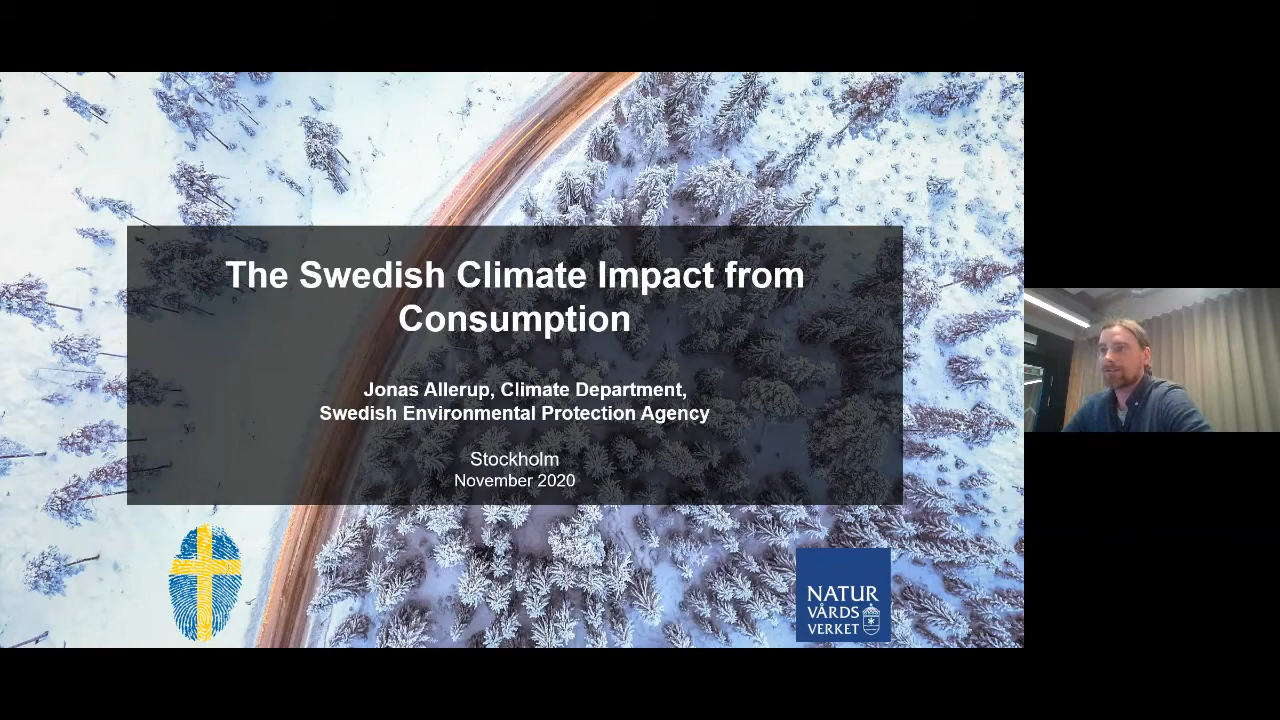 The Swedish Climate Impact from
Consumption
Jonas Allerup, Climate Department,
Swedish Environmental Protection Agency
Stockholm
November 2020
NATUR
VÅRDS
VERKET